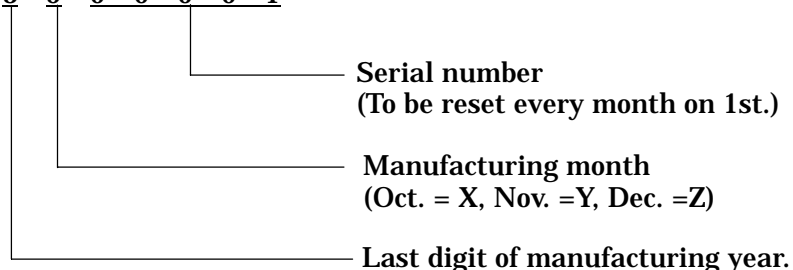 Serial number
(To be reset every month on 1st.)
Manufacturing month
(Oct. = X, Nov. =Y, Dec. =Z)
Last digit of manufacturing year.